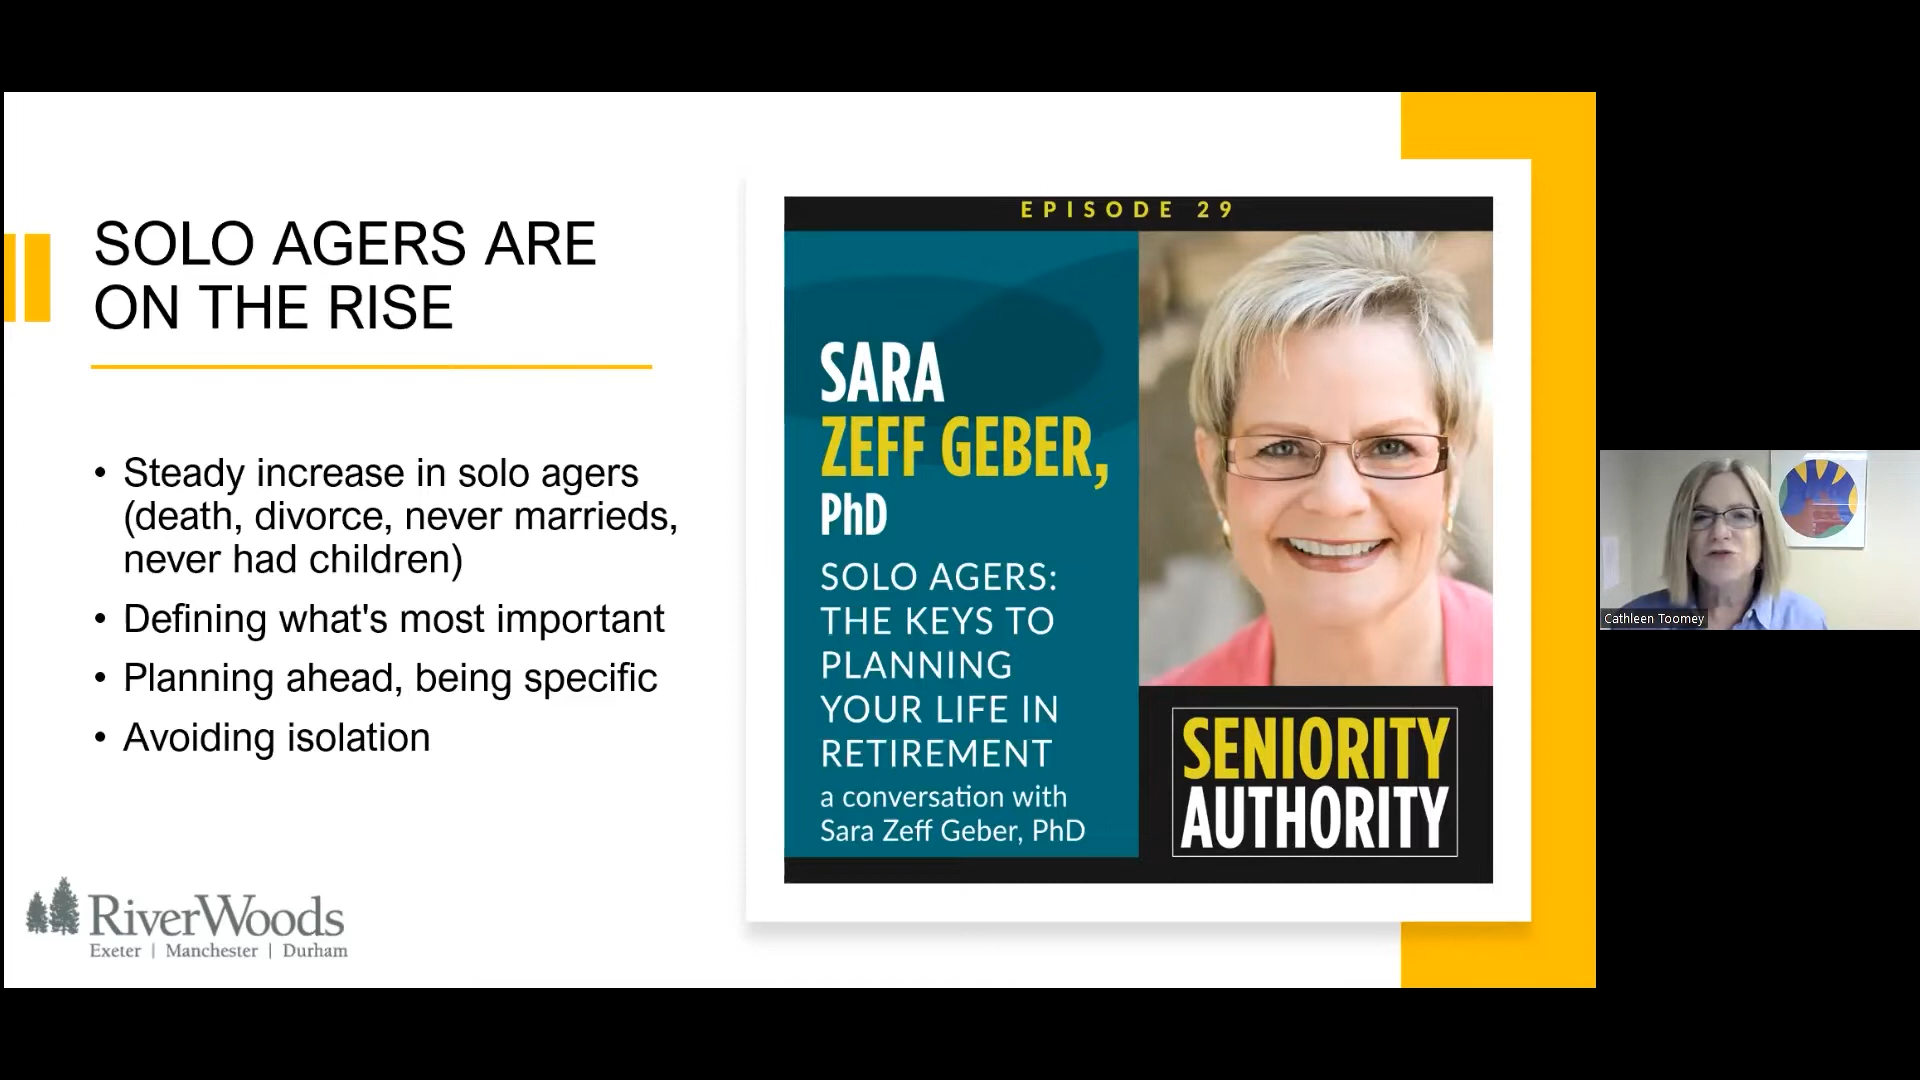 SOLO AGERS ARE
ON THE RISE
• Steady increase in solo agers
(death, divorce, never marrieds,
never had children)
• Defining what's most important
• Planning ahead, being specific
• Avoiding isolation
RiverWoods
Exeter | Manchester | Durham
EPISODE 29
SARA
ZEFF GEBER,
PhD
SOLO AGERS:
THE KEYS TO
PLANNING
YOUR LIFE IN
RETIREMENT
a conversation with
Sara Zeff Geber, PhD
SENIORITY
AUTHORITY
Cathleen Toomey